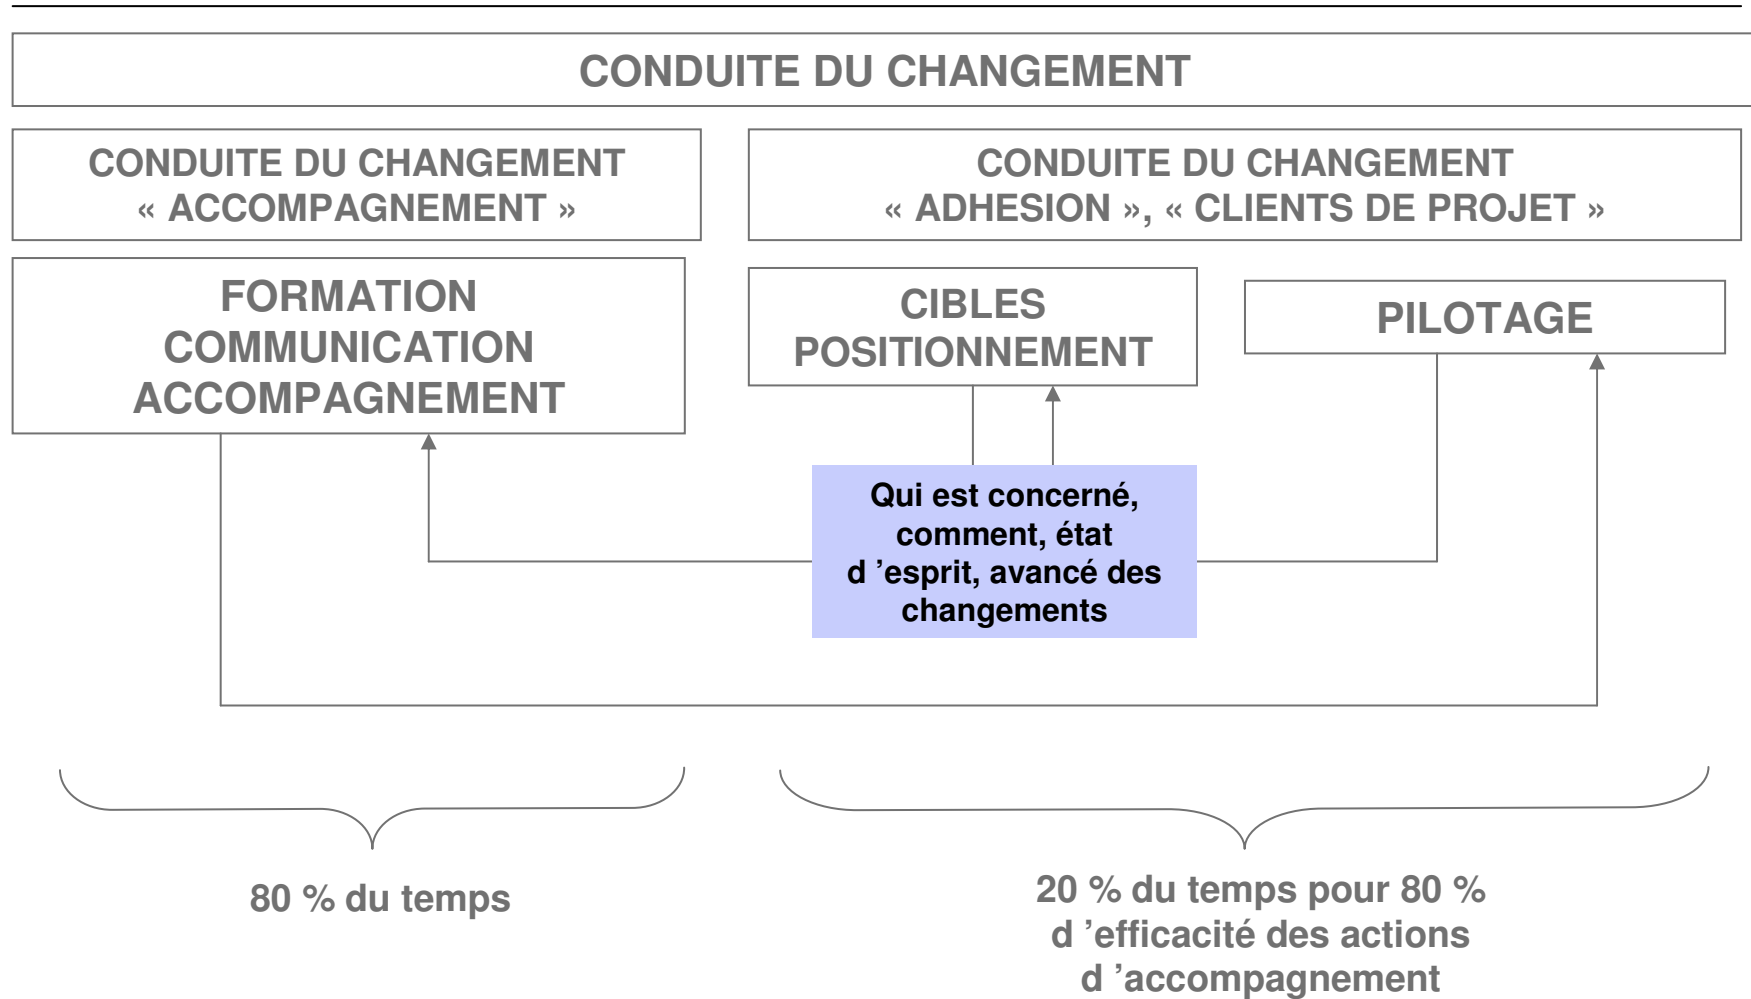 CONDUITE DU CHANGEMENT
CONDUITE DU CHANGEMENT
« ACCOMPAGNEMENT »
CONDUITE DU CHANGEMENT
« ADHESION », « CLIENTS DE PROJET »
FORMATION
COMMUNICATION
ACCOMPAGNEMENT
CIBLES
POSITIONNEMENT
PILOTAGE
Qui est concerné,
comment, état
d ’esprit, avancé des
changements
80 % du temps
20 % du temps pour 80 %
d ’efficacité des actions
d ’accompagnement